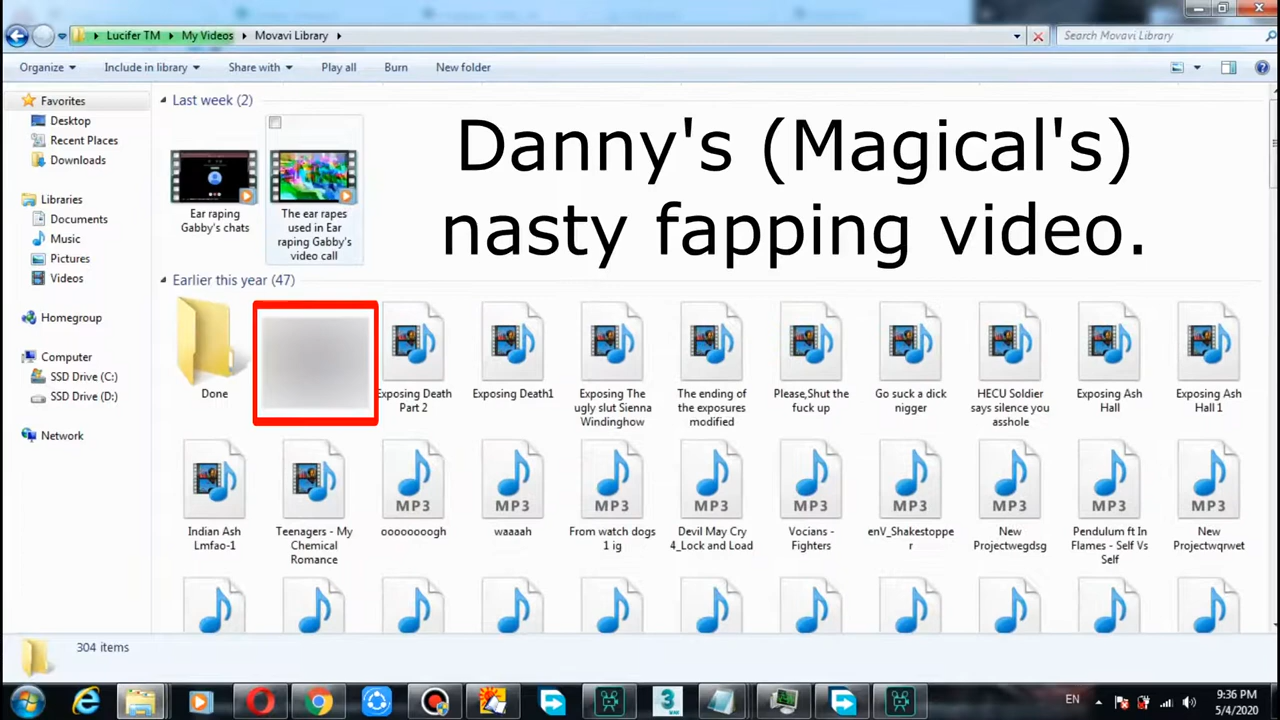 Lucifer TM
My Videos
Movavi Library
Search Movavi Library
Organize
Include in library
Share with
Play all
Burn
New folder
Favorites
Desktop
Recent Places
Downloads
Libraries
Documents
Music
Pictures
Videos
Homegroup
Computer
SSD Drive (C:)
SSD Drive (D:)
Network
Last week (2)
Ear raping
Gabby's chats
The ear rapes
used in Ear
raping Gabby's
video call
Danny's (Magical's)
nasty fapping video.
Earlier this year (47)
Done
Exposing Death
Part 2
Exposing Death1
Exposing The
ugly slut Sienna
Windinghow
The ending of
the exposures
modified
Please,Shut the
fuck up
Go suck a dick
nigger
HECU Soldier
says silence you
asshole
Exposing Ash
Hall
Exposing Ash
Hall 1
Indian Ash
Lmfao-1
Teenagers - My
Chemical
Romance
MP3
oooooooogh
MP3
waaaah
MP3
From watch dogs
1 ig
MP3
Devil May Cry
4_Lock and Load
MP3
Vocians -
Fighters
MP3
enV_Shakestoppe
r
MP3
New
Projectwegdsg
MP3
Pendulum ft In
Flames - Self Vs
Self
MP3
New
Projectwqrwet
304 items
EN
9:36 PM
5/4/2020